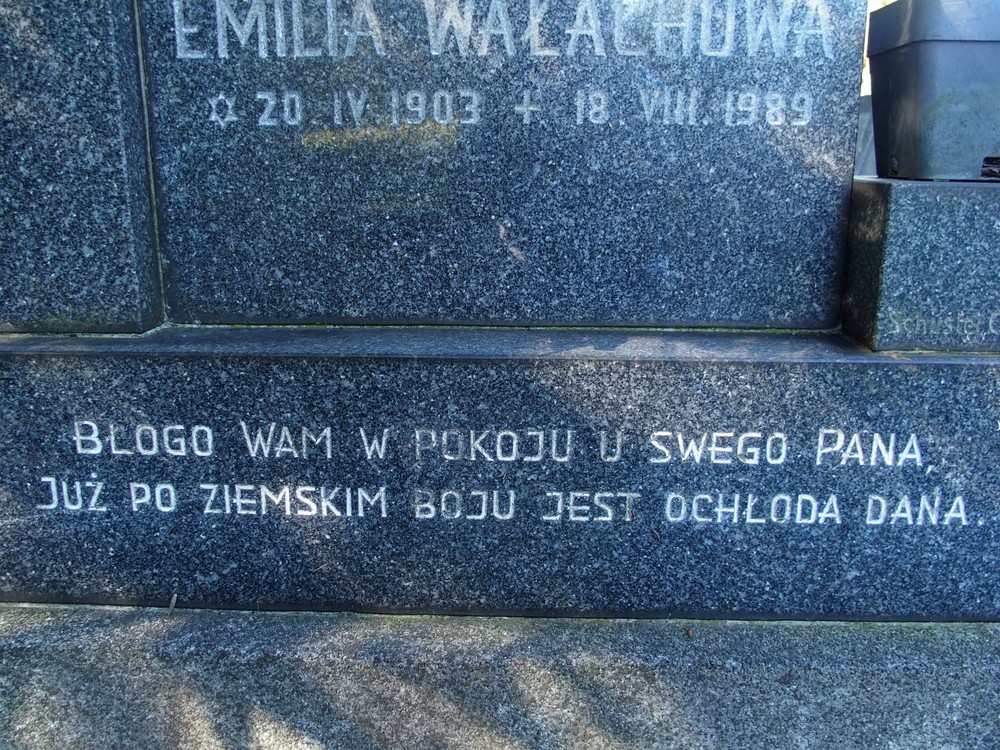 EMILIA WAŁACHOWA
✡ 20. IV. 1903 + 18. VIII. 1989
BŁOGO WAM W POKOJU U SWEGO PANA,
JUŻ PO ZIEMSKIM BOJU JEST OCHŁODA DANA.